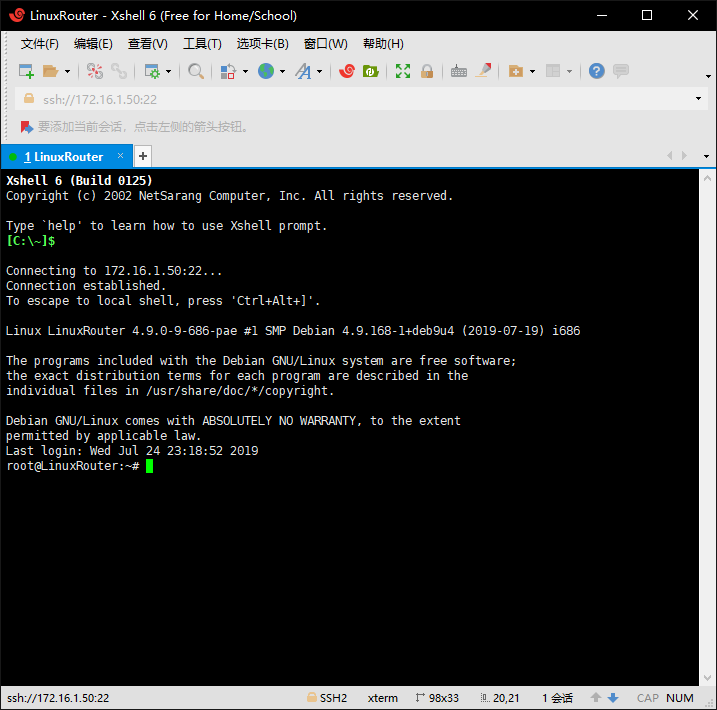 LinuxRouter - Xshell 6 (Free for Home/School)
文件(F) 编辑(E) 查看(V) 工具(T) 选项卡(B) 窗口(W) 帮助(H)
ssh://172.16.1.50:22
要添加当前会话，点击左侧的箭头按钮。
1 LinuxRouter × +
Xshell 6 (Build 0125)
Copyright (c) 2002 NetSarang Computer, Inc. All rights reserved.
Type `help' to learn how to use Xshell prompt.
[C:\~]$
Connecting to 172.16.1.50:22...
Connection established.
To escape to local shell, press 'Ctrl+Alt+]'.
Linux LinuxRouter 4.9.0-9-686-pae #1 SMP Debian 4.9.168-1+deb9u4 (2019-07-19) i686
The programs included with the Debian GNU/Linux system are free software;
the exact distribution terms for each program are described in the
individual files in /usr/share/doc/*/copyright.
Debian GNU/Linux comes with ABSOLUTELY NO WARRANTY, to the extent
permitted by applicable law.
Last login: Wed Jul 24 23:18:52 2019
root@LinuxRouter:~#
ssh://172.16.1.50:22 SSH2 xterm 98x33 20,21 1 会话 CAP NUM